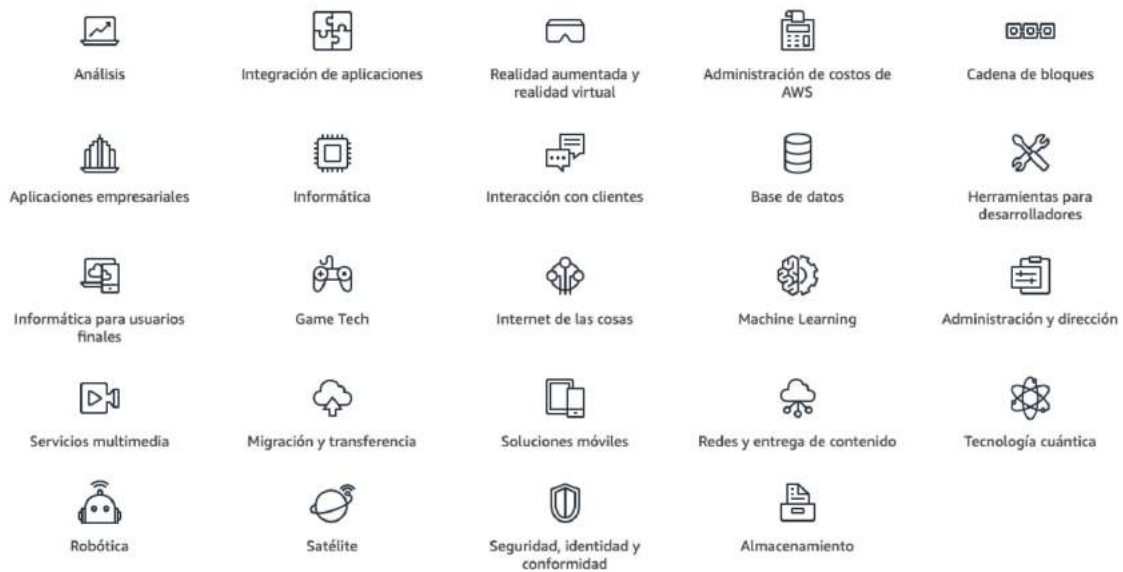 Análisis
Integración de aplicaciones
Realidad aumentada y
realidad virtual
Administración de costos de
AWS
Cadena de bloques
Aplicaciones empresariales
Informática
Interacción con clientes
Base de datos
Herramientas para
desarrolladores
Informática para usuarios
finales
Game Tech
Internet de las cosas
Machine Learning
Administración y dirección
Servicios multimedia
Migración y transferencia
Soluciones móviles
Redes y entrega de contenido
Tecnología cuántica
Robótica
Satélite
Seguridad, identidad y
conformidad
Almacenamiento